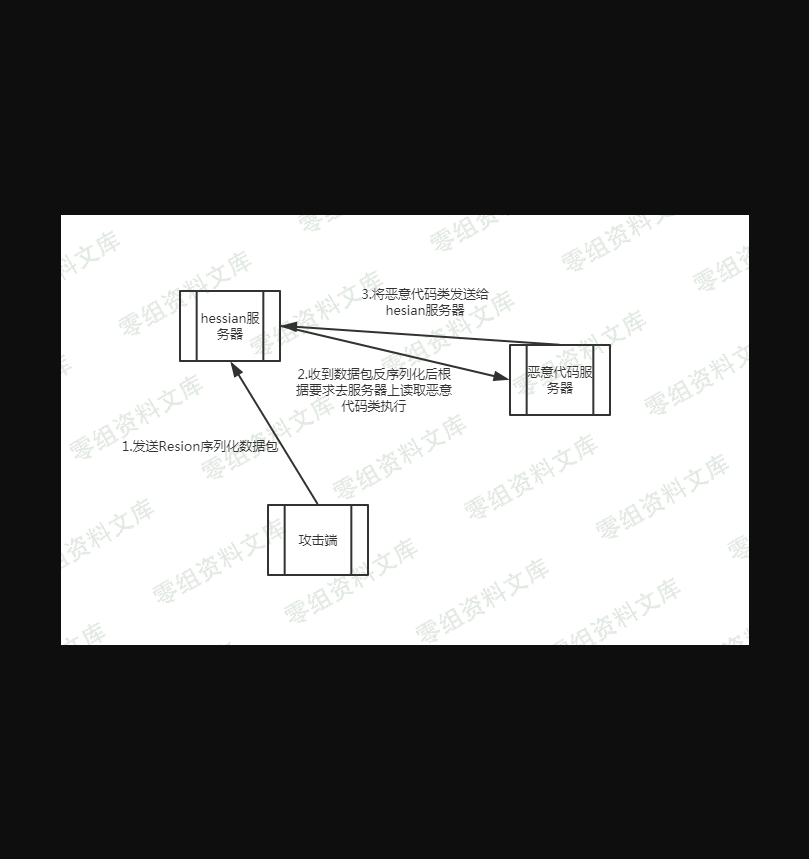 3.将恶意代码类发送给
hesian服务器
hessian服
务器
2.收到数据包反序列化后根
据要求去服务器上读取恶意
代码类执行
恶意代码服
务器
1.发送Resion序列化数据包
攻击端
零组资料文库